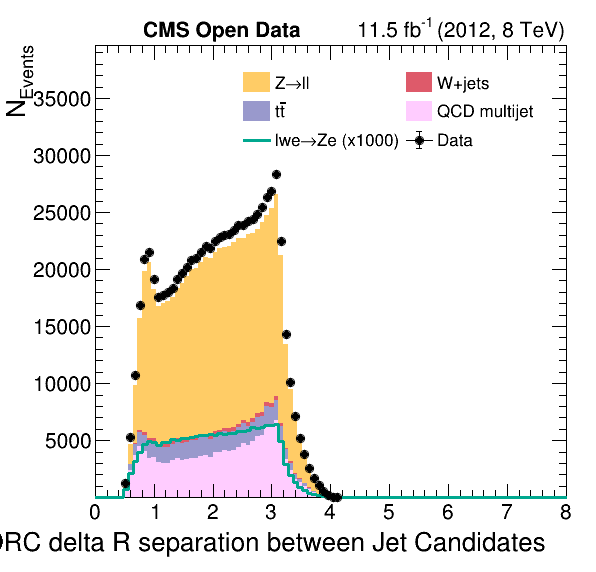 CMS Open Data 11.5 fb⁻¹ (2012, 8 TeV)
N_Events
Z→ll W+jets
tt̄ QCD multijet
lwe→Ze (x1000) Data
35000
30000
25000
20000
15000
10000
5000
0 1 2 3 4 5 6 7 8
ORC delta R separation between Jet Candidates